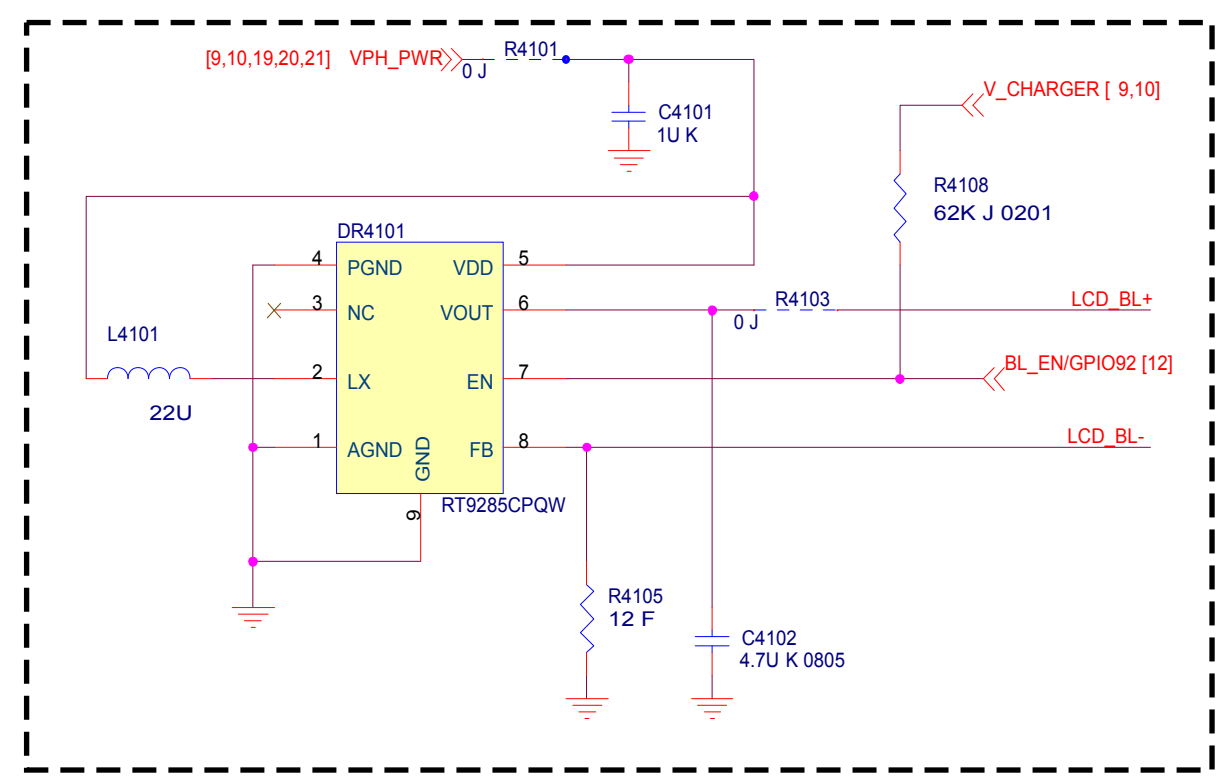 [9,10,19,20,21] VPH_PWR
R4101
0 J
V_CHARGER [ 9,10]
C4101
1U K
R4108
62K J 0201
DR4101
4
PGND
VDD
5
3
NC
VOUT
6
R4103
0 J
LCD_BL+
L4101
22U
2
LX
EN
7
BL_EN/GPIO92 [12]
1
AGND
GND
FB
8
LCD_BL-
9
RT9285CPQW
R4105
12 F
C4102
4.7U K 0805